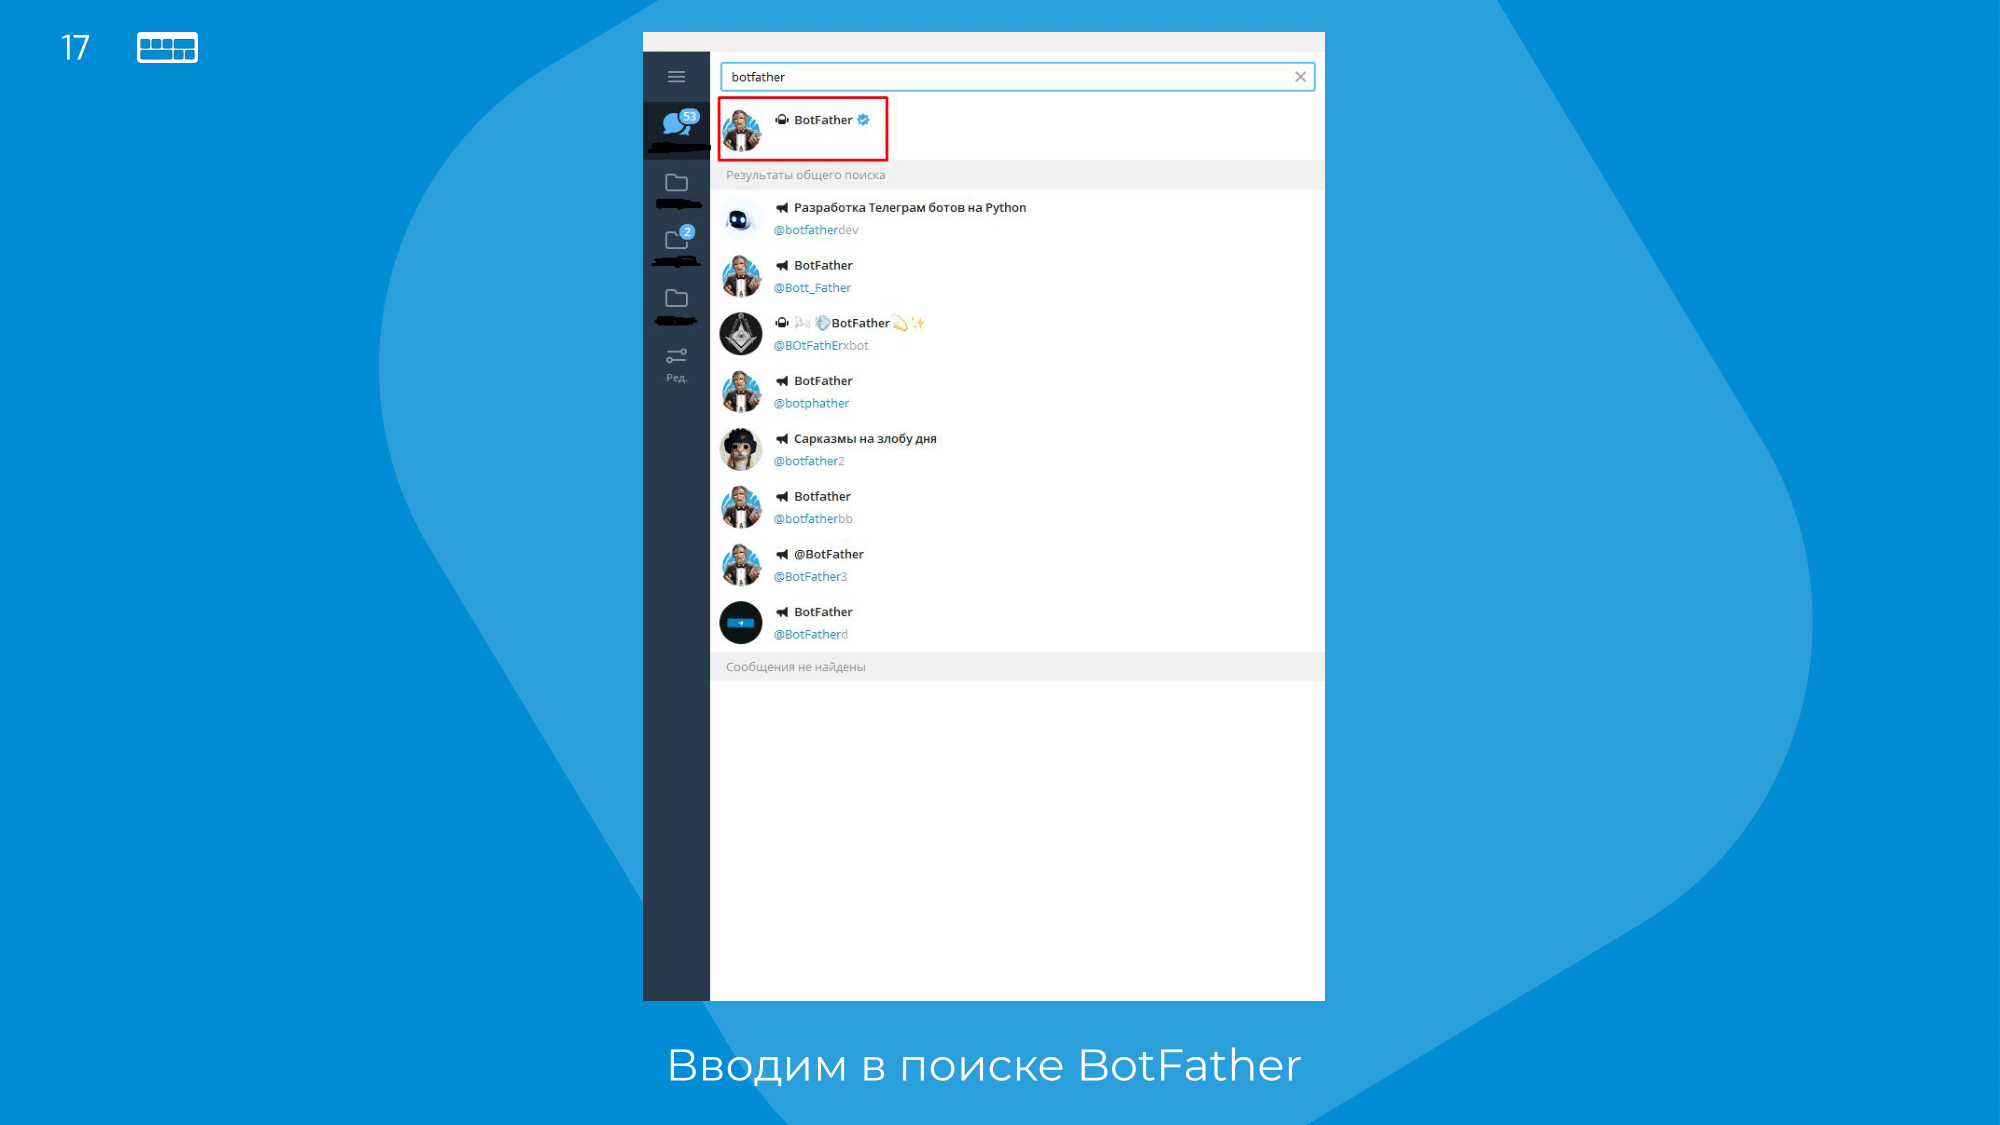 17
botfather
53
BotFather
Результаты общего поиска
Разработка Телеграм ботов на Python
@botfatherdev
2
BotFather
@Bott_Father
BotFather
@BOtFathErxbot
BotFather
@botphather
Ред.
Сарказмы на злобу дня
@botfather2
Botfather
@botfatherbb
@BotFather
@BotFather3
BotFather
@BotFatherd
Сообщения не найдены
Вводим в поиске BotFather